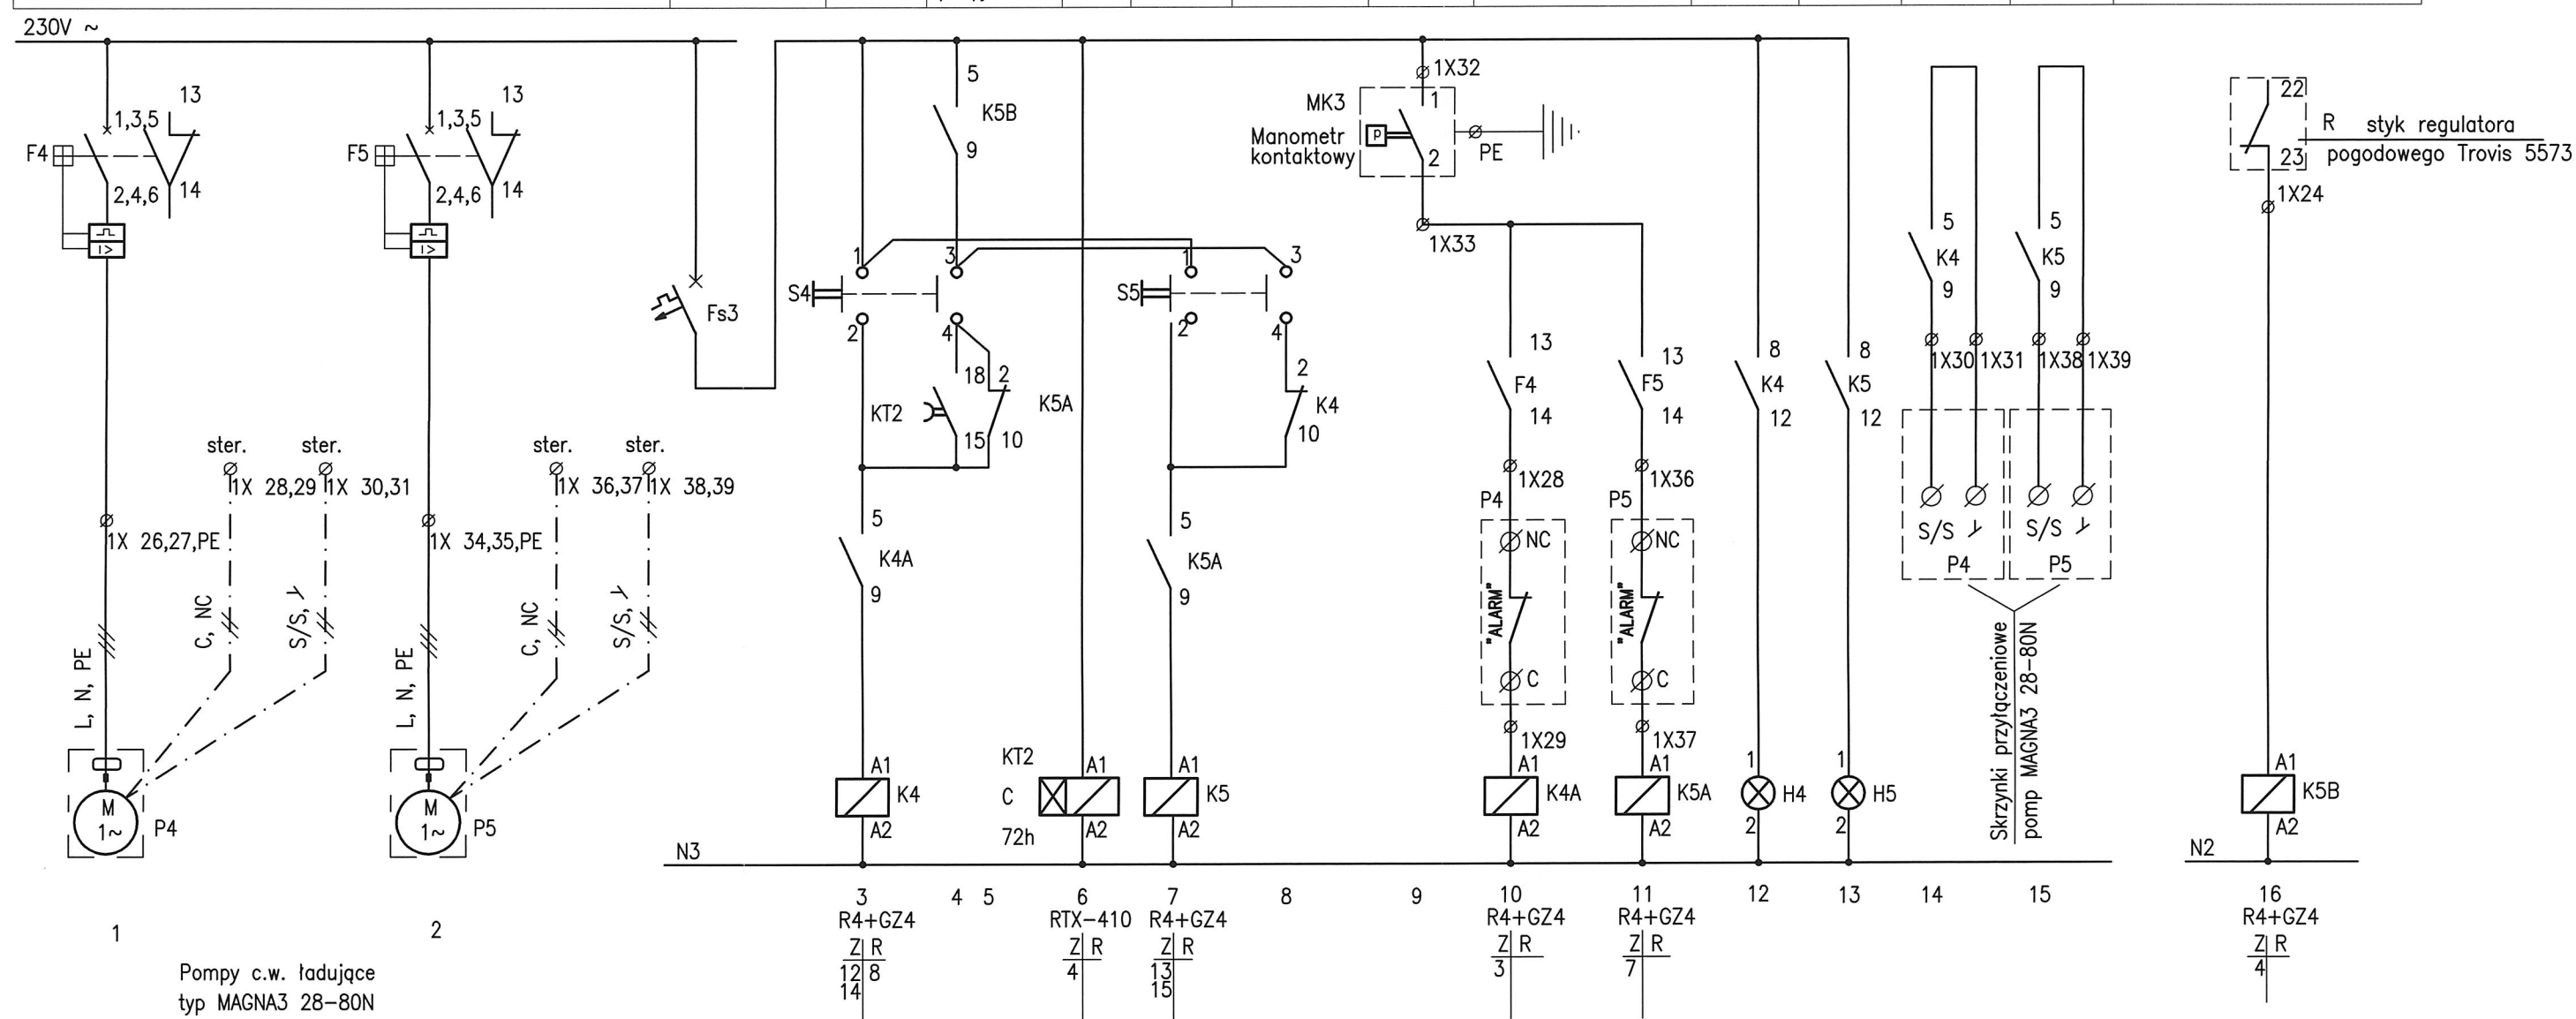 230V ~
13
1,3,5
F4
2,4,6
14
I>
13
1,3,5
F5
2,4,6
14
I>
ster.
ster.
1X 28,29
1X 30,31
1X 26,27,PE
L, N, PE
C, NC
S/S,
M
1~
P4
ster.
ster.
1X 36,37
1X 38,39
1X 34,35,PE
L, N, PE
C, NC
S/S,
M
1~
P5
Fs3
5
K5B
9
1
3
S4
2
4
18
2
KT2
K5A
15
10
5
K4A
9
A1
K4
A2
KT2
C
72h
A1
A2
1
3
S5
2
4
2
K4
10
5
K5A
9
A1
K5
A2
1X32
MK3
1
Manometr
kontaktowy
p
2
PE
1X33
13
F4
14
1X28
P4
NC
"ALARM"
C
1X29
A1
K4A
A2
13
F5
14
1X36
P5
NC
"ALARM"
C
1X37
A1
K5A
A2
8
K4
12
1
H4
2
8
K5
12
1
H5
2
5
K4
9
1X30
1X31
S/S
P4
5
K5
9
1X38
1X39
S/S
P5
Skrzynki przyłączeniowe
pomp MAGNA3 28-80N
22
R styk regulatora
23
pogodowego Trovis 5573
1X24
A1
K5B
A2
N3
N2
1
2
3
4
5
6
7
8
9
10
11
12
13
14
15
16
R4+GZ4
RTX-410
R4+GZ4
R4+GZ4
R4+GZ4
R4+GZ4
Z R
12 8
14
Z R
4
Z R
13
15
Z R
3
Z R
7
Z R
4
Pompy c.w. ładujące
typ MAGNA3 28-80N